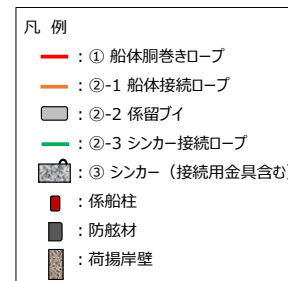 凡 例
：① 船体胴巻きロープ
：②-1 船体接続ロープ
：②-2 係留ブイ
：②-3 シンカー接続ロープ
：③ シンカー（接続用金具含む）
：係船柱
：防舷材
：荷揚岸壁